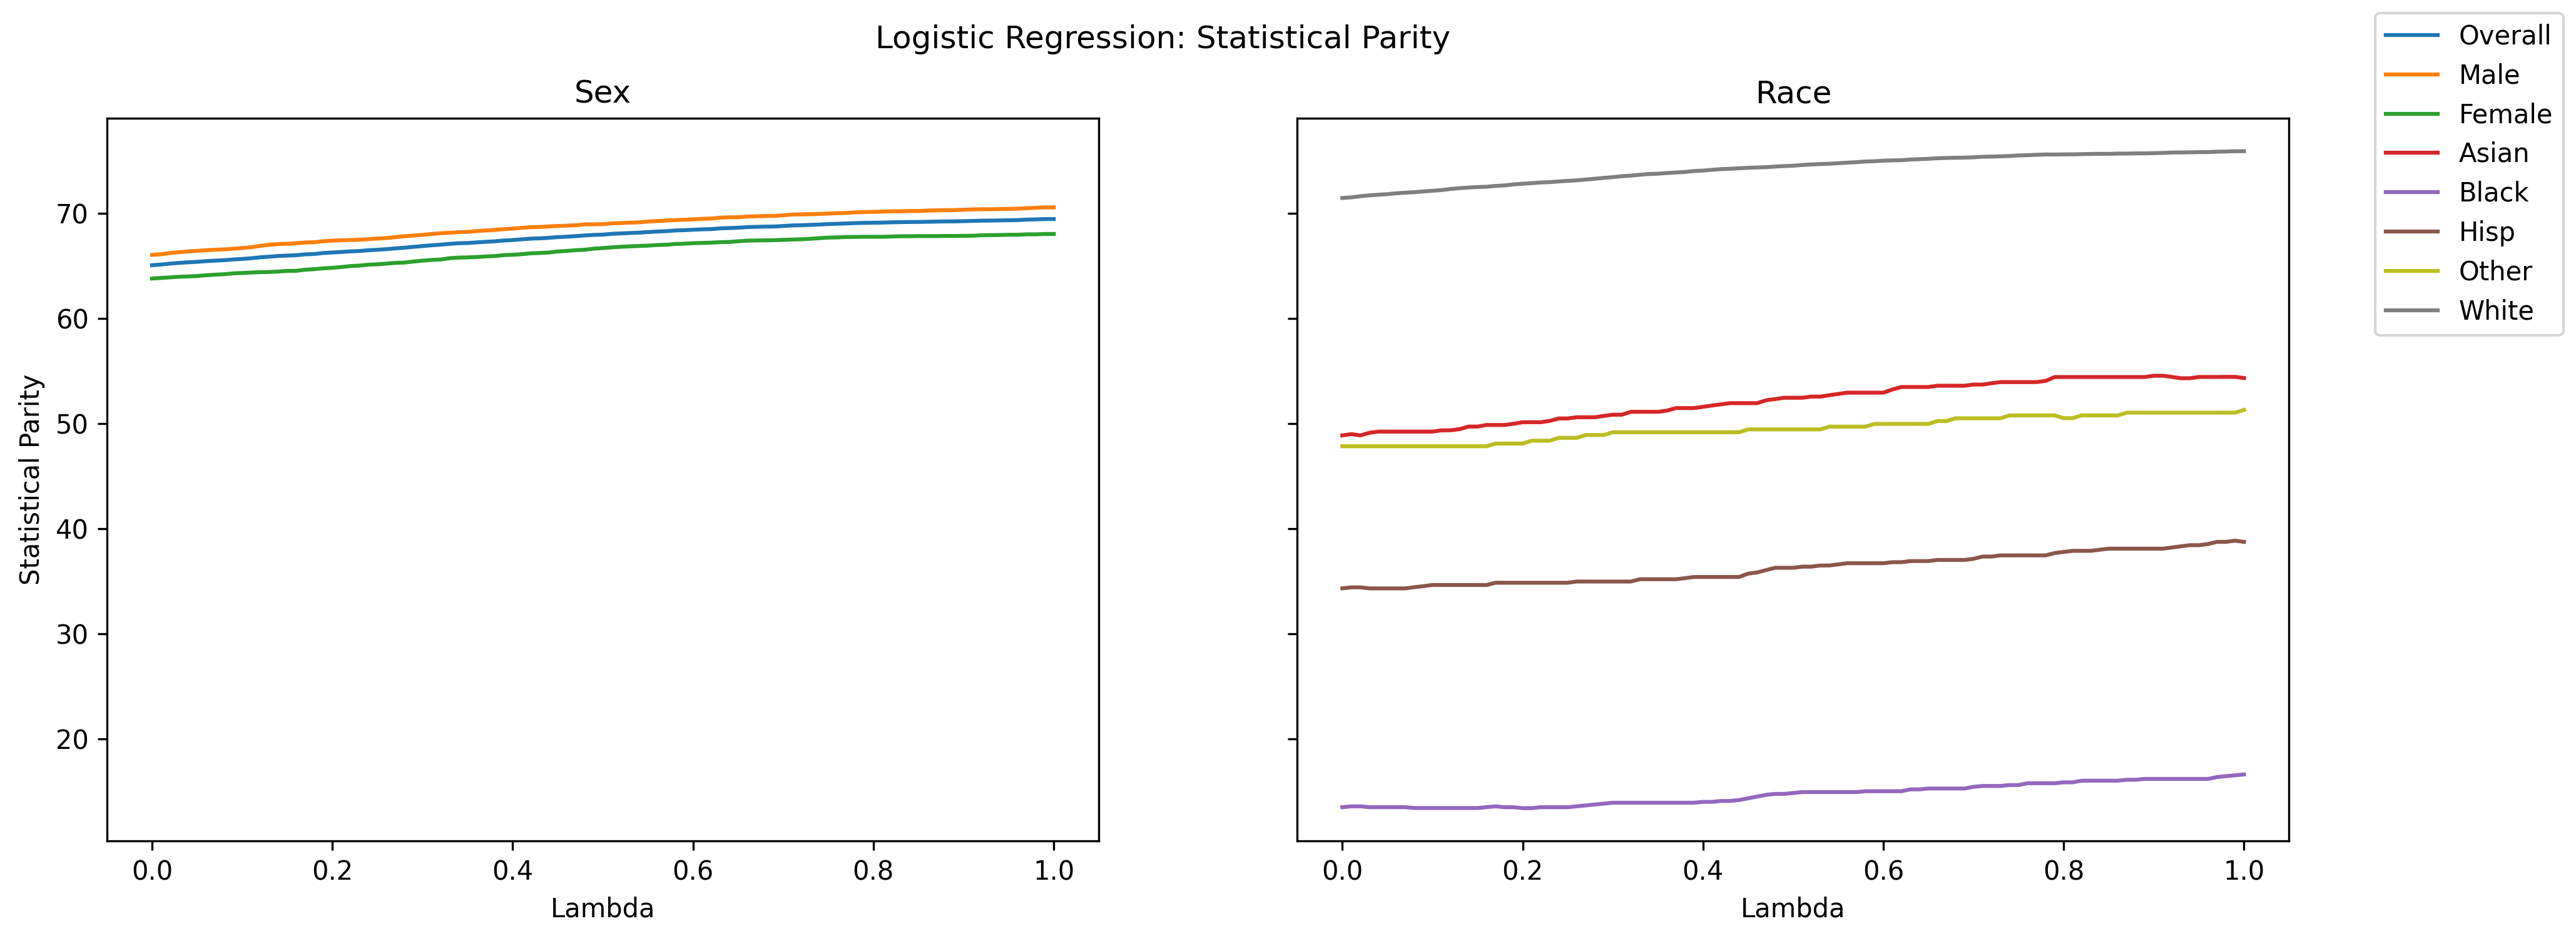 Logistic Regression: Statistical Parity
Sex
Statistical Parity
70
60
50
40
30
20
0.0 0.2 0.4 0.6 0.8 1.0
Lambda
Race
0.0 0.2 0.4 0.6 0.8 1.0
Lambda
Overall
Male
Female
Asian
Black
Hisp
Other
White